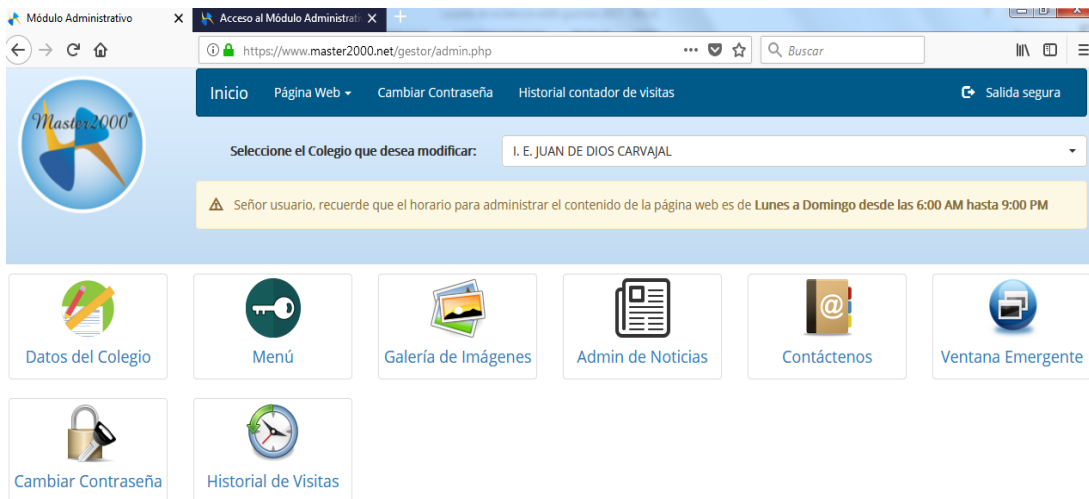 Módulo Administrativo
Acceso al Módulo Administrati
https://www.master2000.net/gestor/admin.php
Buscar
Master2000®
Inicio Página Web Cambiar Contraseña Historial contador de visitas Salida segura
Seleccione el Colegio que desea modificar: I. E. JUAN DE DIOS CARVAJAL
Señor usuario, recuerde que el horario para administrar el contenido de la página web es de Lunes a Domingo desde las 6:00 AM hasta 9:00 PM
Datos del Colegio Menú Galería de Imágenes Admin de Noticias Contáctenos Ventana Emergente
Cambiar Contraseña Historial de Visitas